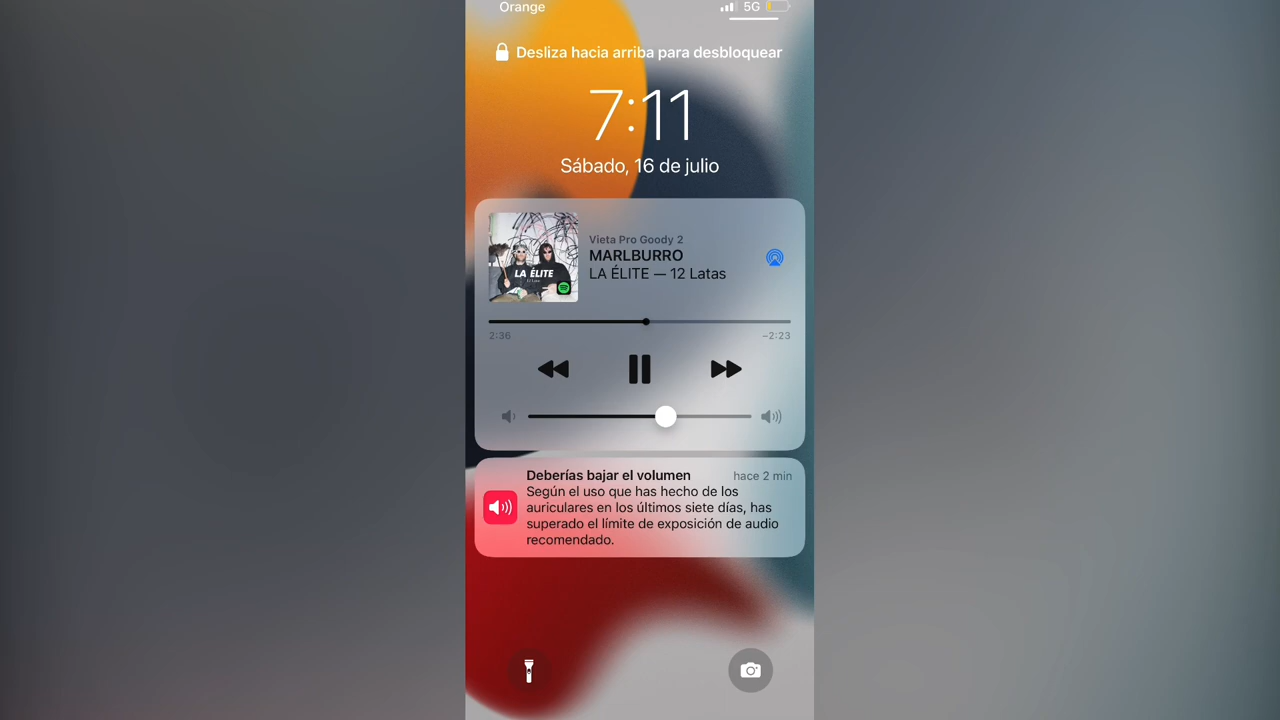 Orange
5G
Desliza hacia arriba para desbloquear
7:11
Sábado, 16 de julio
LA ÉLITE
Vieta Pro Goody 2
MARLBURRO
LA ÉLITE — 12 Latas
2:36
−2:23
Deberías bajar el volumen
hace 2 min
Según el uso que has hecho de los
auriculares en los últimos siete días, has
superado el límite de exposición de audio
recomendado.